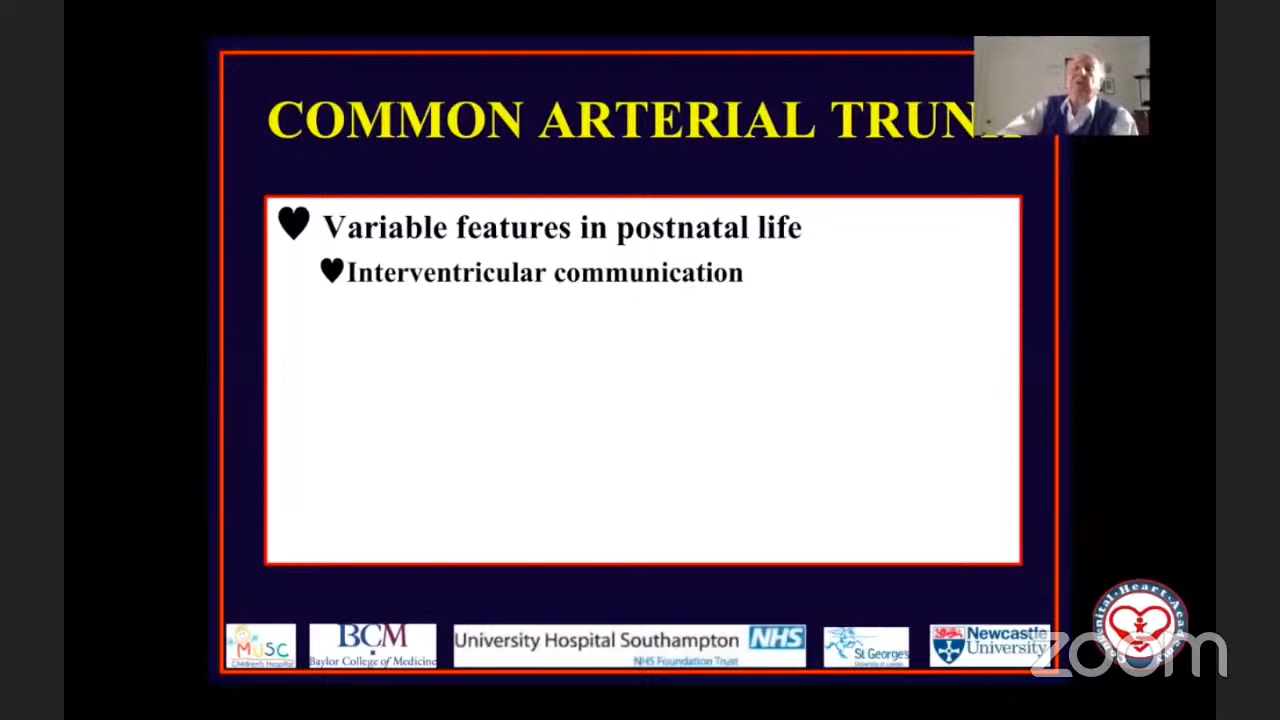 COMMON ARTERIAL TRUNK
Variable features in postnatal life
Interventricular communication
MUSC
Children's Hospital
BCM
Baylor College of Medicine
University Hospital Southampton NHS
NHS Foundation Trust
St George's
University of London
Newcastle
University
zoom